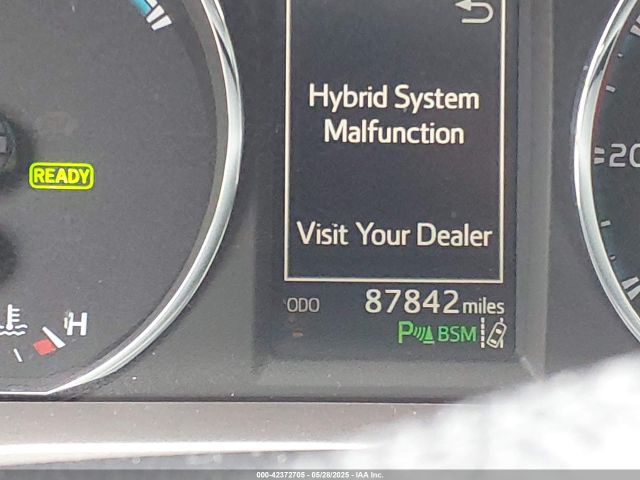 Hybrid System
Malfunction
READY
20
Visit Your Dealer
ODO 87842 miles
H
P BSM
000-42372705 - 05/28/2025 - IAA Inc.